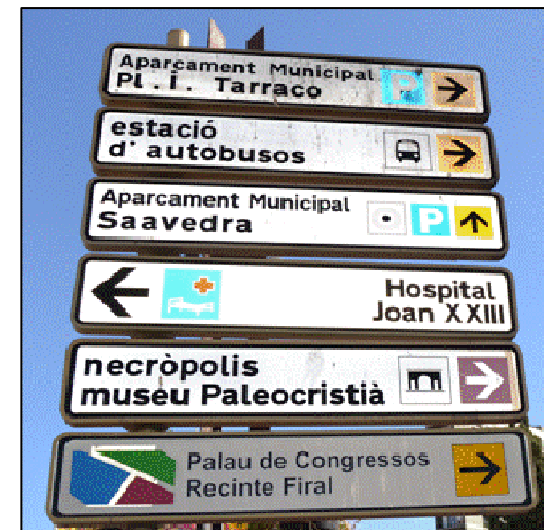 Aparcament Municipal
Pl. İ. Tarraco
P
estació
d' autobusos
Aparcament Municipal
Saavedra
P
Hospital
Joan XXIII
necròpolis
museu Paleocristià
Palau de Congressos
Recinte Firal